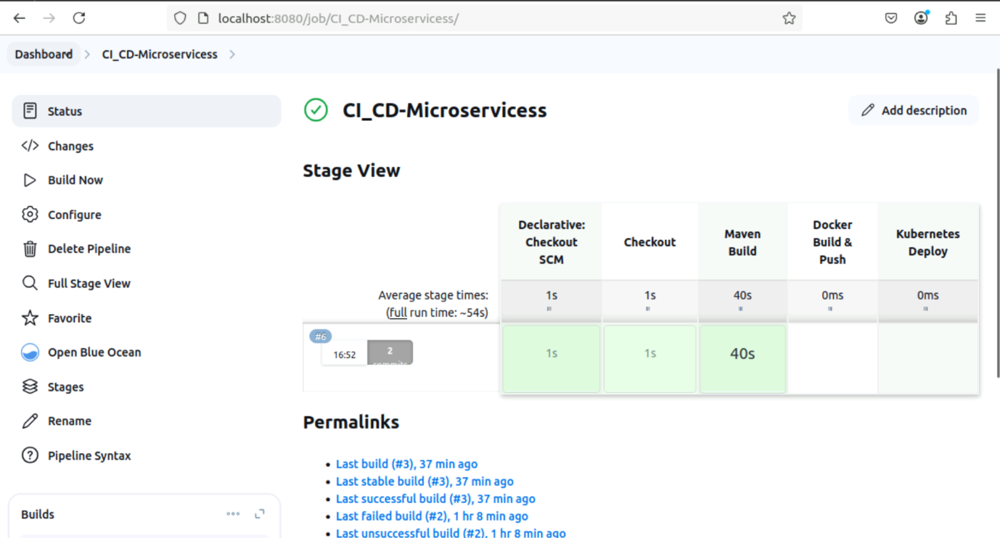 localhost:8080/job/CI_CD-Microservicess/
Dashboard
CI_CD-Microservicess
Status
Changes
Build Now
Configure
Delete Pipeline
Full Stage View
Favorite
Open Blue Ocean
Stages
Rename
Pipeline Syntax
Builds
CI_CD-Microservicess
Add description
Stage View
Declarative:
Checkout
SCM
Checkout
Maven
Build
Docker
Build &
Push
Kubernetes
Deploy
Average stage times:
(full run time: ~54s)
1s
1s
40s
0ms
0ms
#6
16:52
2
commits
1s
1s
40s
Permalinks
• Last build (#3), 37 min ago
• Last stable build (#3), 37 min ago
• Last successful build (#3), 37 min ago
• Last failed build (#2), 1 hr 8 min ago
• Last unsuccessful build (#2), 1 hr 8 min ago